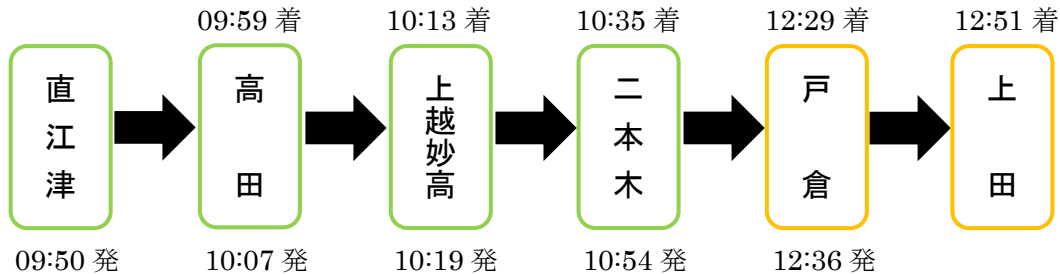 09:59 着 10:13 着 10:35 着 12:29 着 12:51 着
直江津 高田 上越妙高 二本木 戸倉 上田
09:50 発 10:07 発 10:19 発 10:54 発 12:36 発